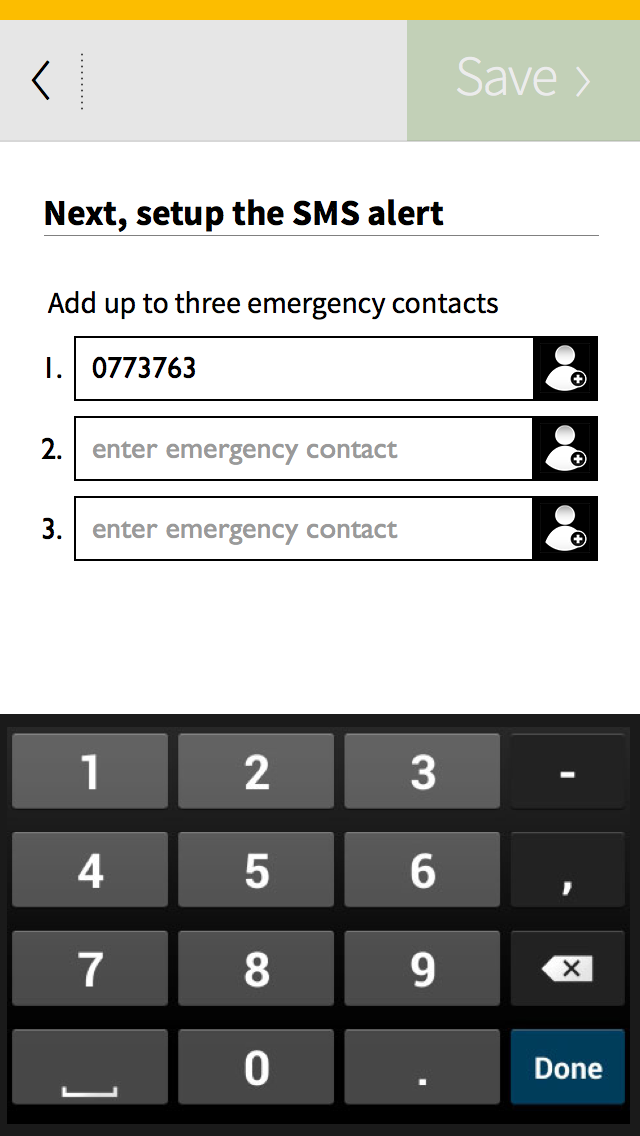 Save
Next, setup the SMS alert
Add up to three emergency contacts
1. 0773763
2. enter emergency contact
3. enter emergency contact
1 2 3 -
4 5 6 ,
7 8 9
0 . Done